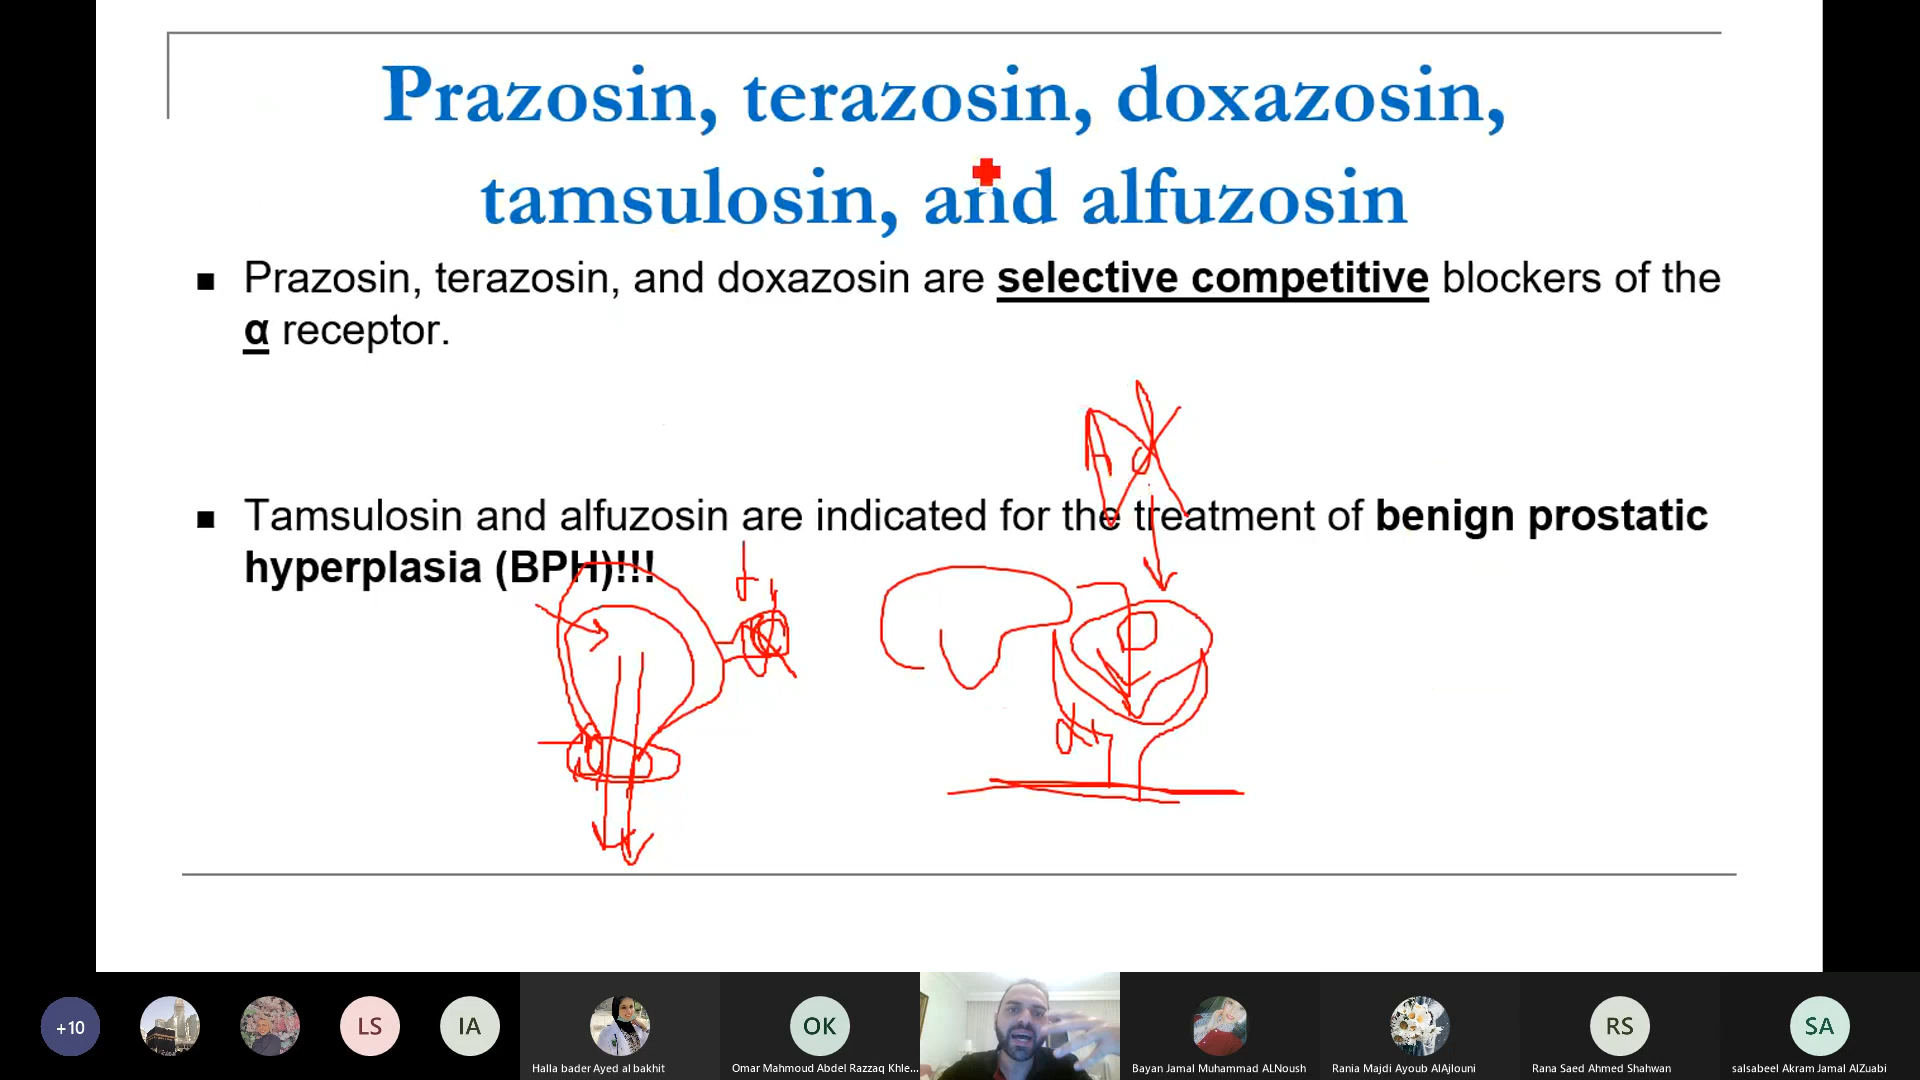 Prazosin, terazosin, doxazosin,
tamsulosin, and alfuzosin
■ Prazosin, terazosin, and doxazosin are selective competitive blockers of the
α receptor.
■ Tamsulosin and alfuzosin are indicated for the treatment of benign prostatic
hyperplasia (BPH)!!!
+10
LS
IA
Halla bader Ayed al bakhit
OK
Omar Mahmoud Abdel Razzaq Khle...
Bayan Jamal Muhammad ALNoush
Rania Majdi Ayoub AlAjlouni
RS
Rana Saed Ahmed Shahwan
SA
salsabeel Akram Jamal AlZuabi